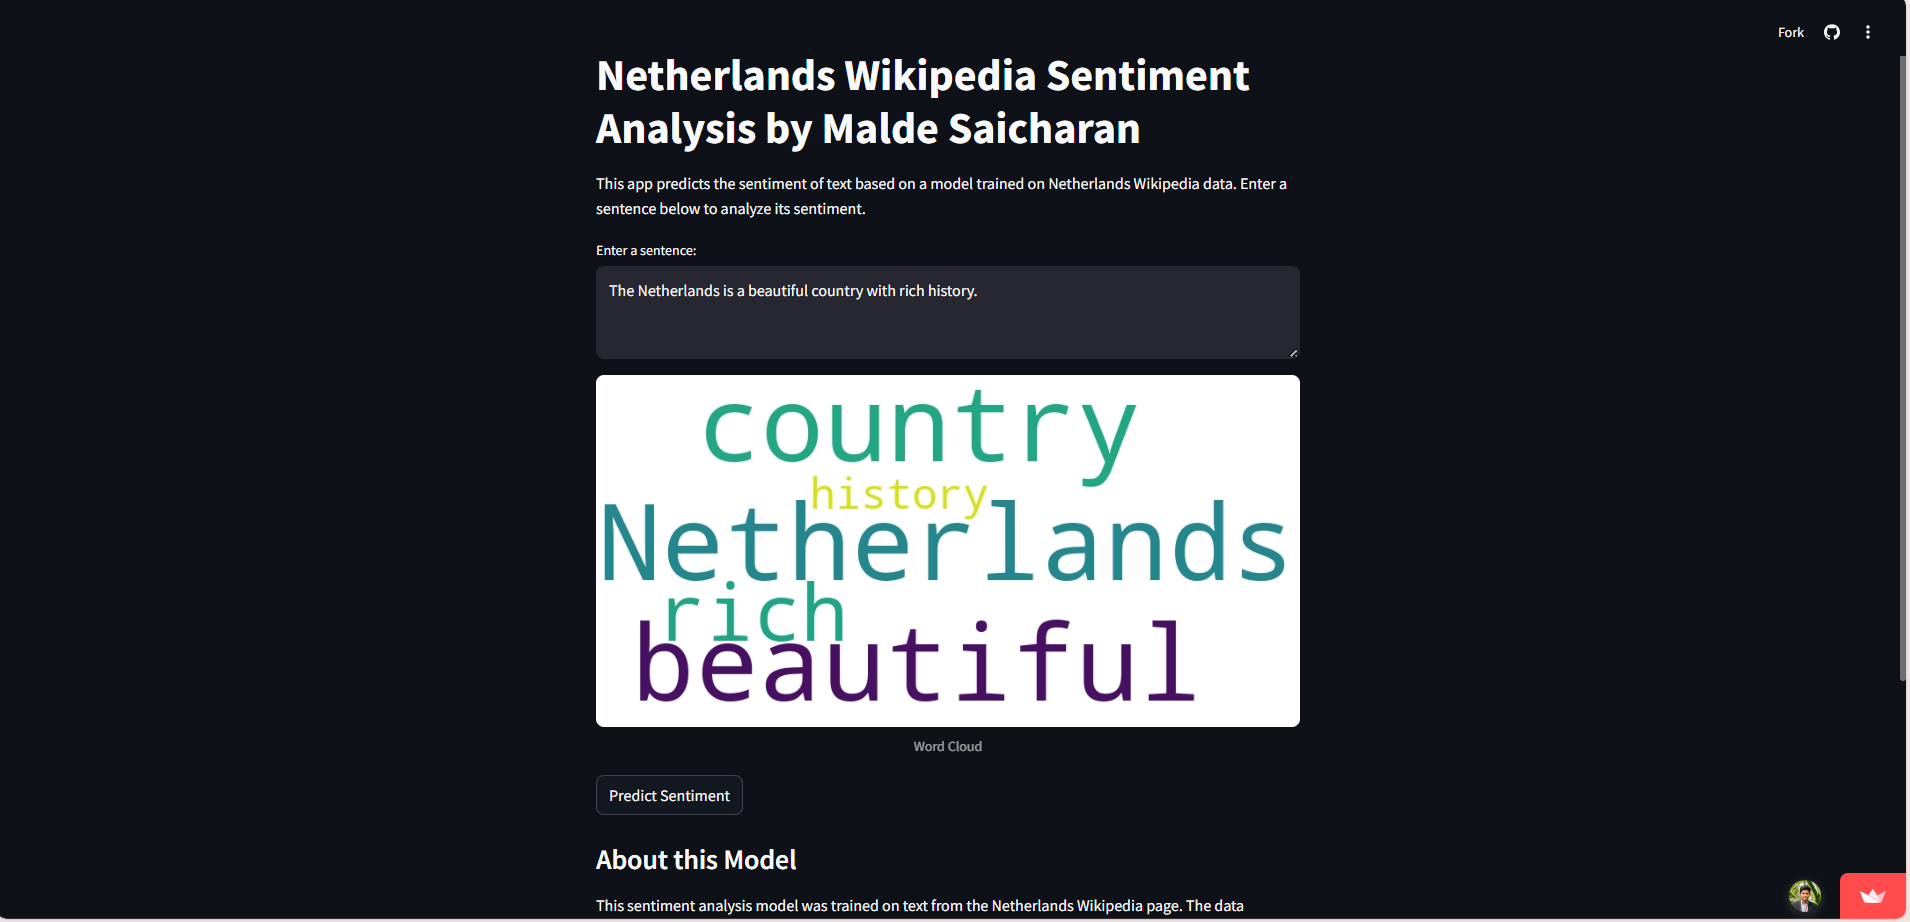 Fork
Netherlands Wikipedia Sentiment
Analysis by Malde Saicharan
This app predicts the sentiment of text based on a model trained on Netherlands Wikipedia data. Enter a
sentence below to analyze its sentiment.
Enter a sentence:
The Netherlands is a beautiful country with rich history.
country
history
Netherlands
rich
beautiful
Word Cloud
Predict Sentiment
About this Model
This sentiment analysis model was trained on text from the Netherlands Wikipedia page. The data